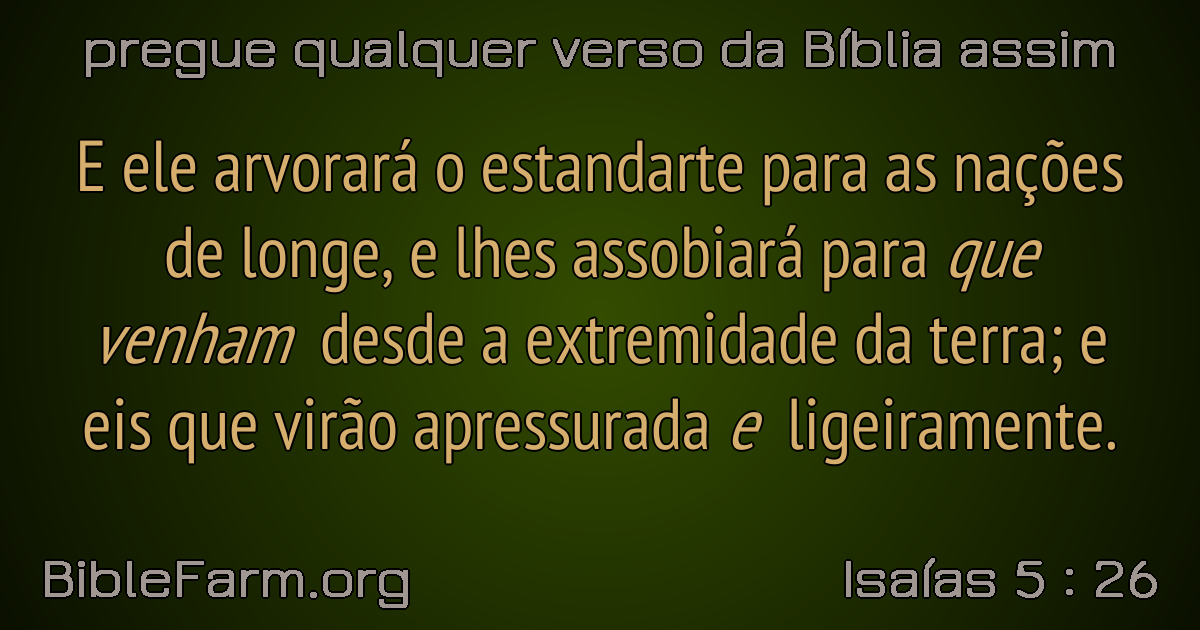 pregue qualquer verso da Bíblia assim
E ele arvorará o estandarte para as nações
de longe, e lhes assobiará para que
venham desde a extremidade da terra; e
eis que virão apressurada e ligeiramente.
BibleFarm.org
Isaías 5 : 26